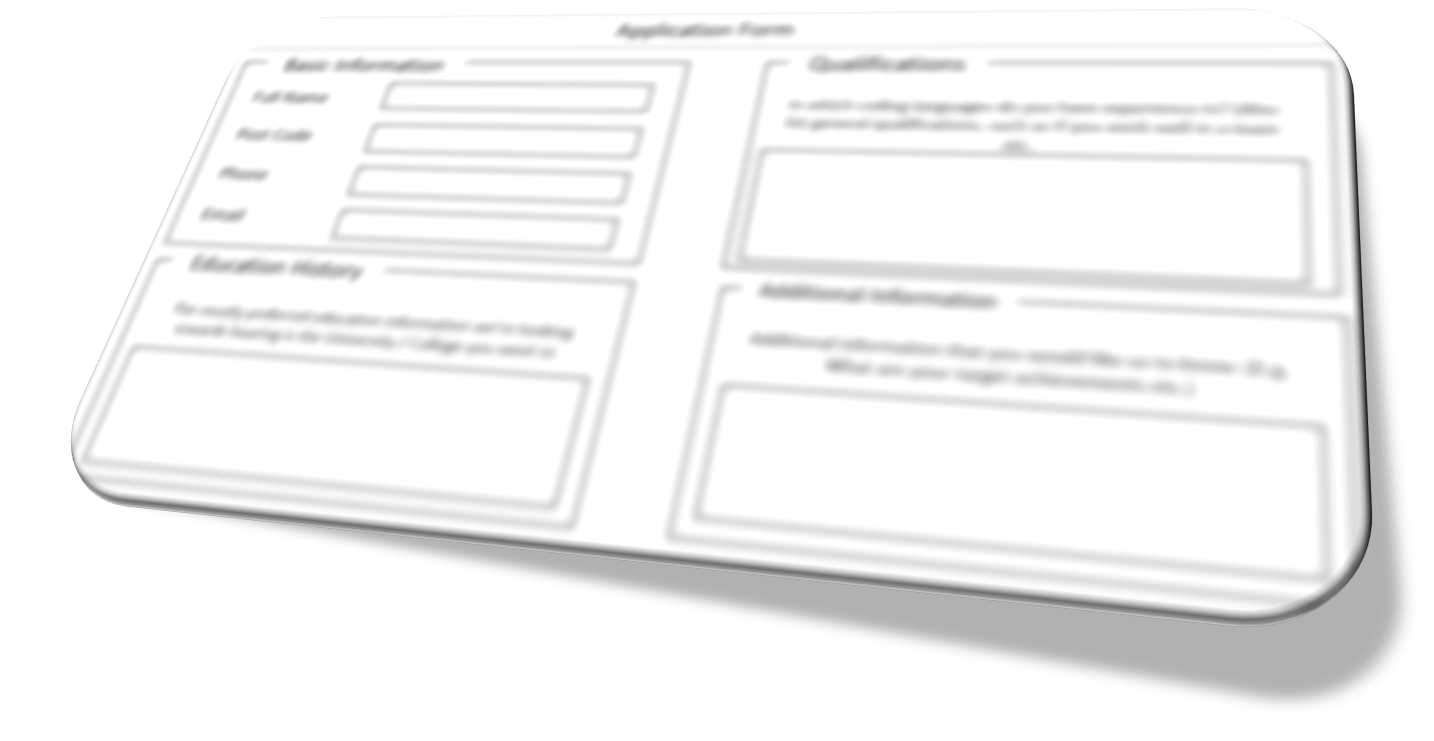 Application Form
Basic Information
Full Name
Post Code
Phone
Email
Education History
For mostly preferred education information we're looking
towards hearing is the University / College you went to
Qualifications
In which coding languages do you have experience in?
for general qualifications, such as if you work well in a team
etc.
Additional Information
Additional information that you would like us to know. (E.g.
What are your target achievements etc.)